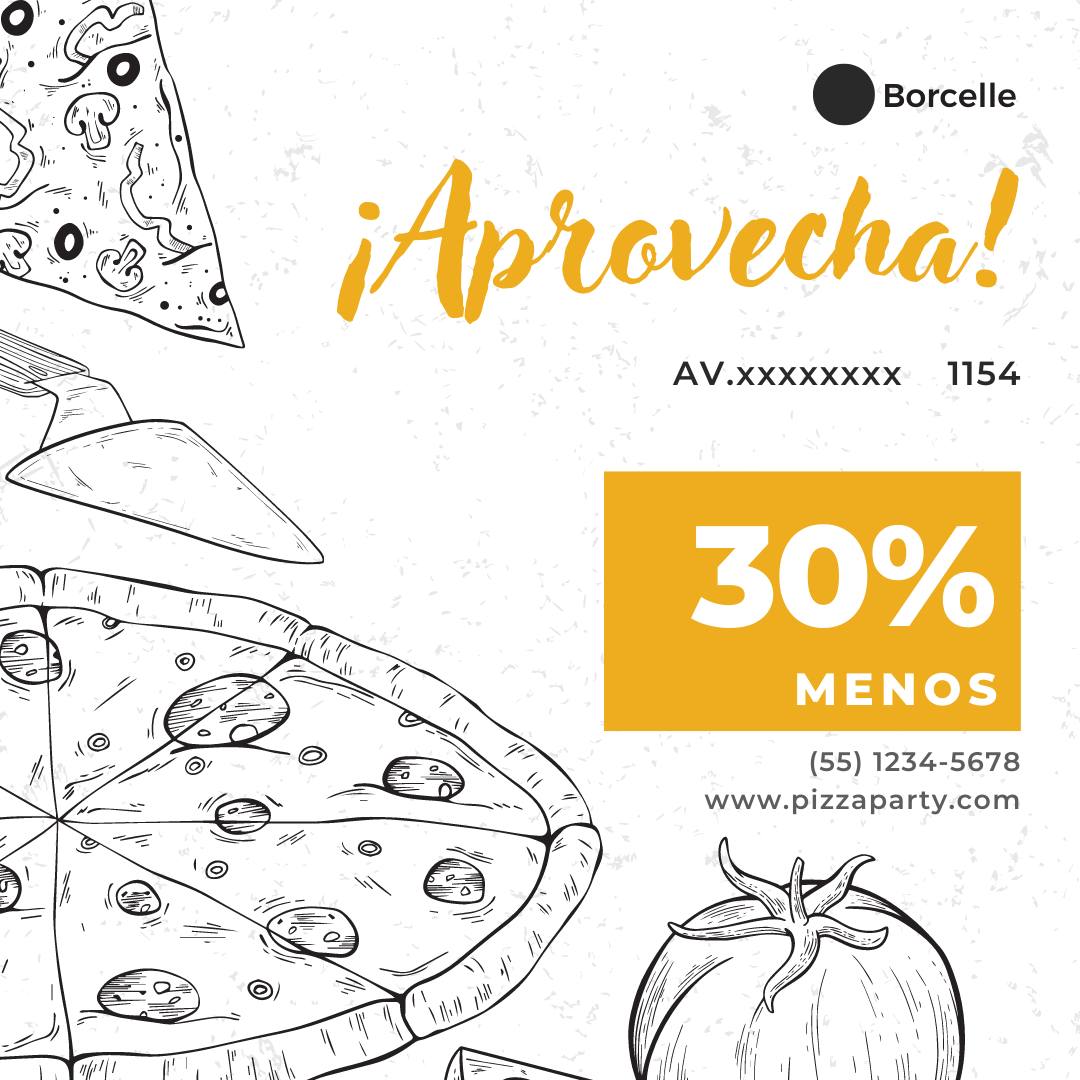 Borcelle
¡Aprovecha!
AV.xxxxxxxx 1154
30%
MENOS
(55) 1234-5678
www.pizzaparty.com